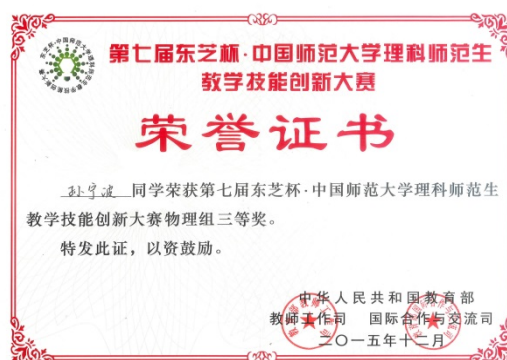 第七届东芝杯·中国师范大学理科师范生
教学技能创新大赛
荣誉证书
孙宇波 同学荣获第七届东芝杯·中国师范大学理科师范生
教学技能创新大赛物理组三等奖。
特发此证，以资鼓励。
中华人民共和国教育部
教师工作司 国际合作与交流司
二〇一五年十二月